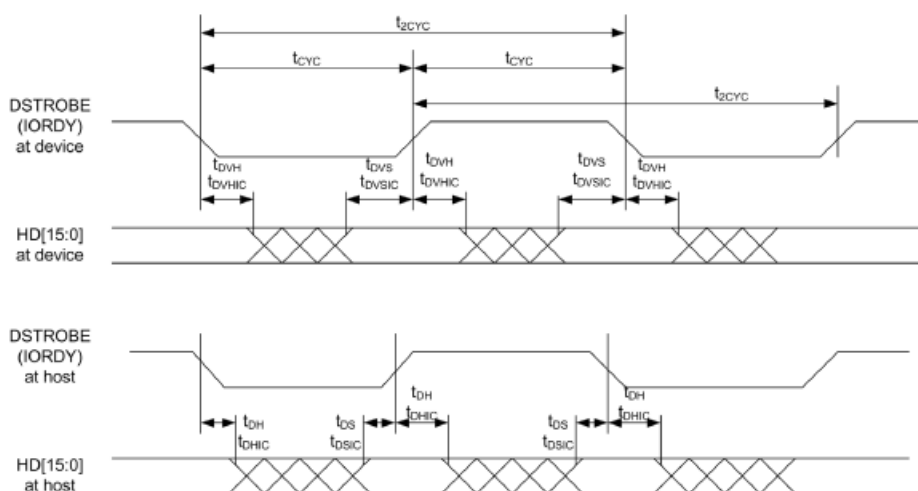 t2CYC
tCYC tCYC
t2CYC
DSTROBE
(IORDY)
at device
tDVH tDVS tDVH tDVS tDVH
tDVHIC tDVSIC tDVHIC tDVSIC tDVHIC
HD[15:0]
at device
DSTROBE
(IORDY)
at host
tDH tDH
tDH tDS tDHIC tDS tDHIC
tDHIC tDSIC tDSIC
HD[15:0]
at host